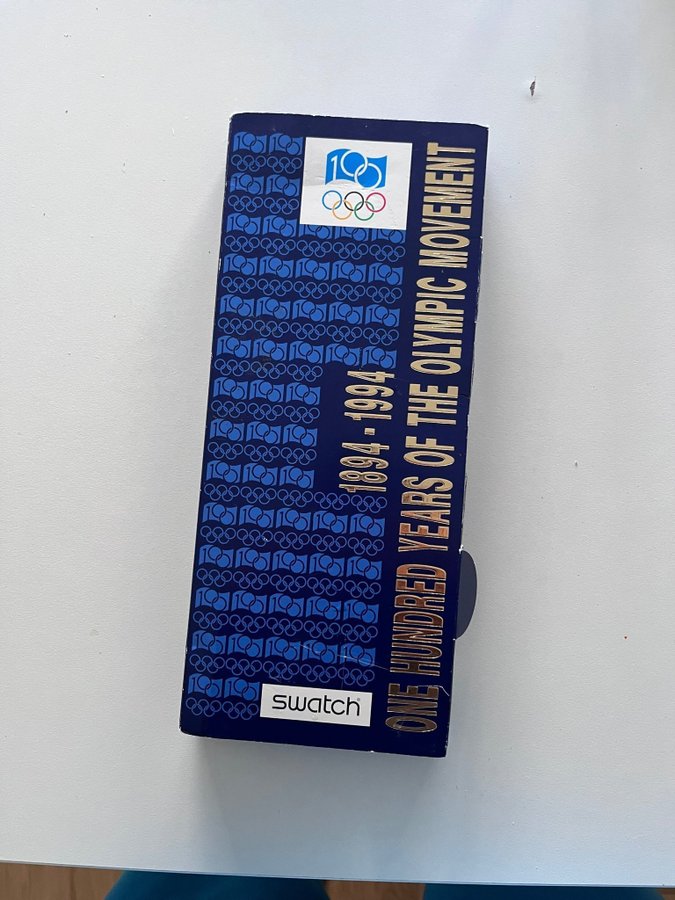 100
ONE HUNDRED YEARS OF THE OLYMPIC MOVEMENT
1894 - 1994
swatch